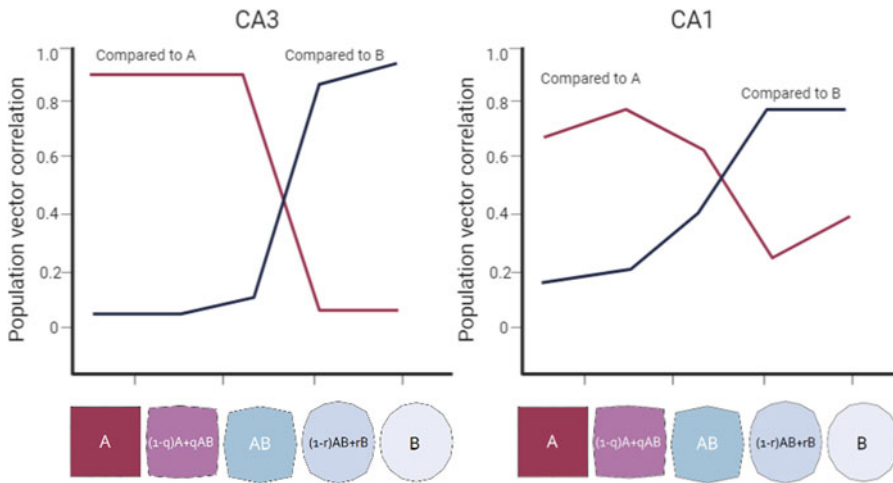 CA3
Compared to A
Compared to B
Population vector correlation
1.0
0.8
0.6
0.4
0.2
0
A
(1-q)A+qAB
AB
(1-r)AB+rB
B
CA1
Compared to A
Compared to B
Population vector correlation
1.0
0.8
0.6
0.4
0.2
0
A
(1-q)A+qAB
AB
(1-r)AB+rB
B